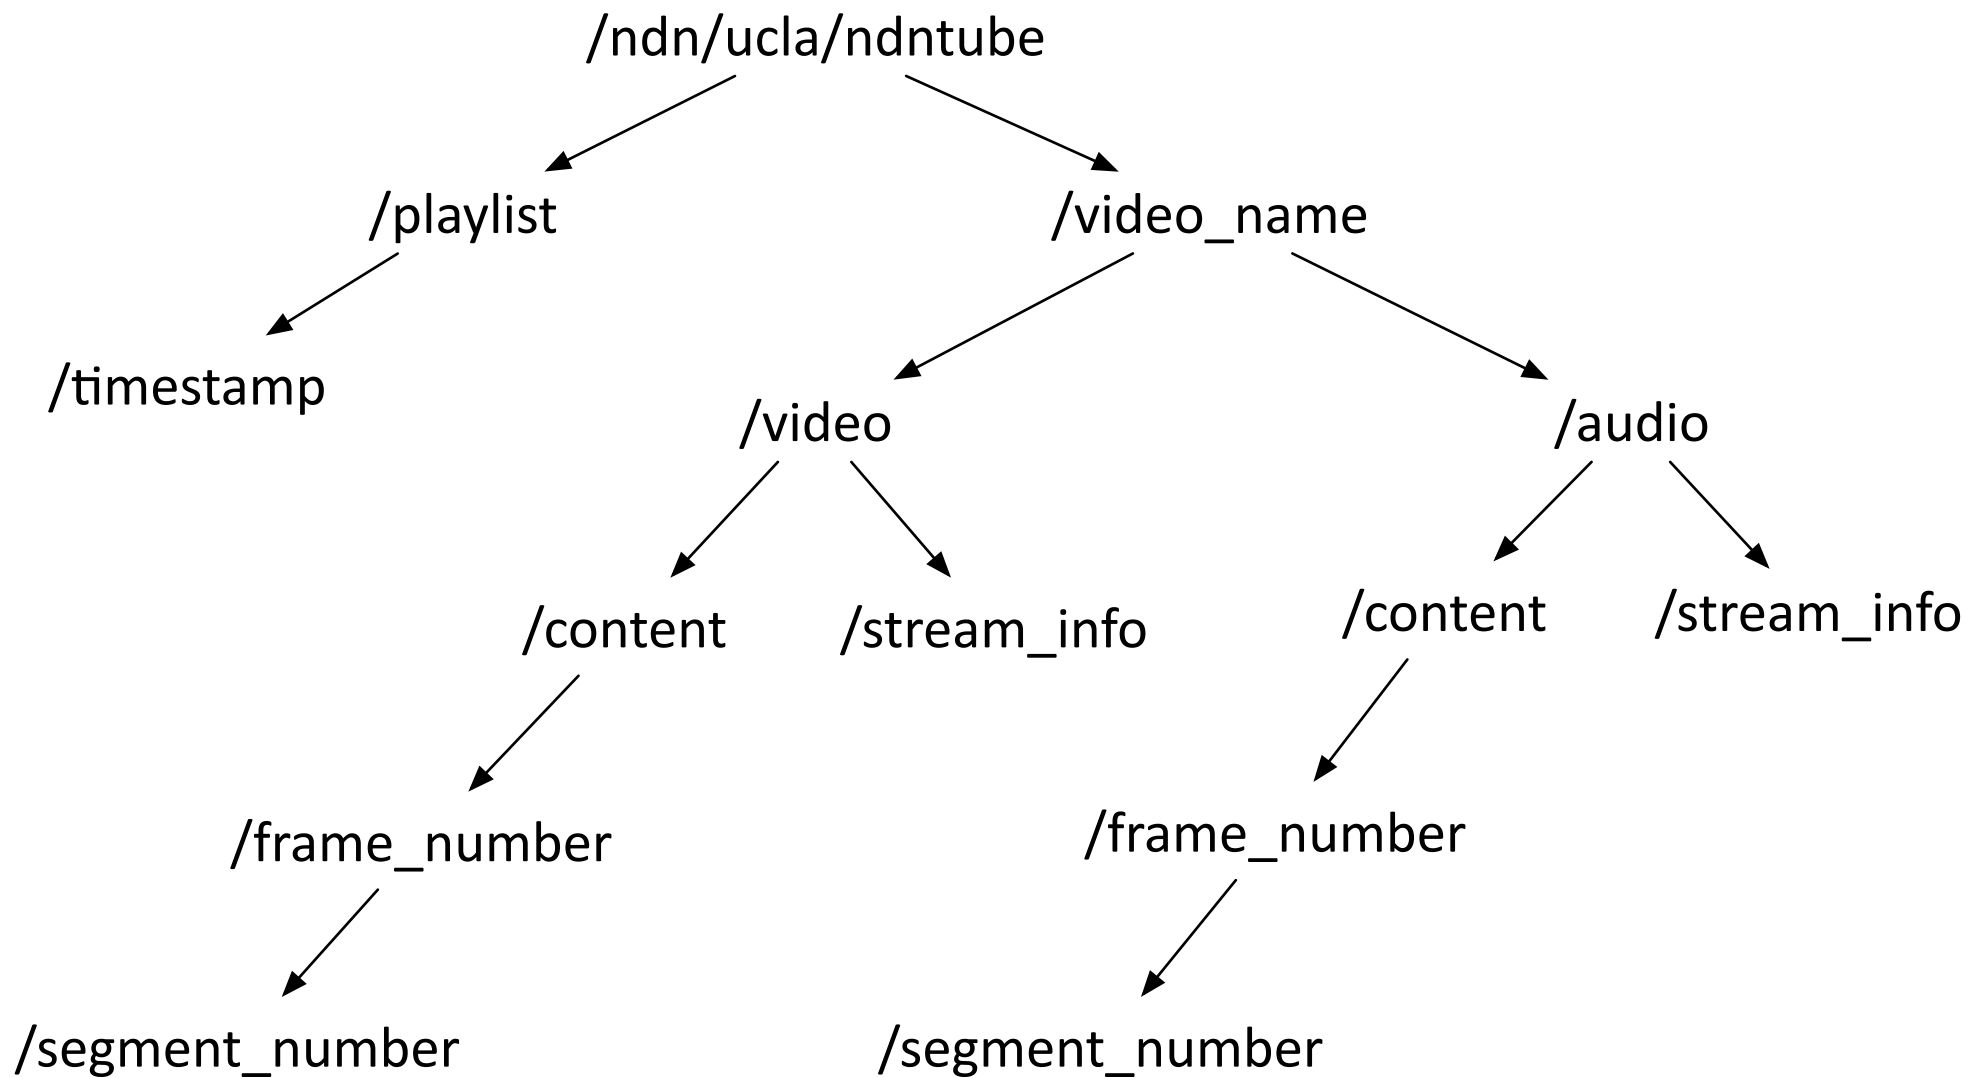 /ndn/ucla/ndntube
/playlist
/video_name
/timestamp
/video
/audio
/content
/stream_info
/content
/stream_info
/frame_number
/frame_number
/segment_number
/segment_number